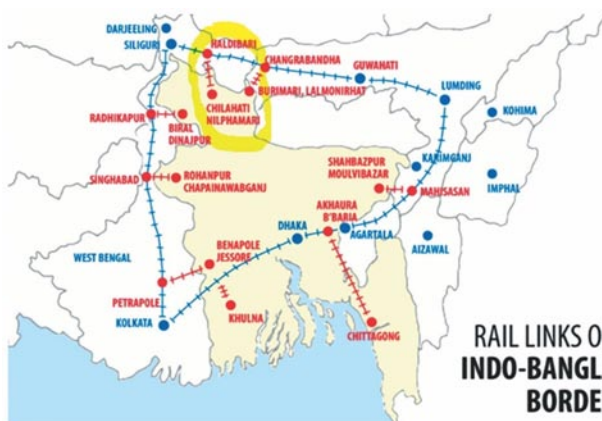 DARJEELING
SILIGURI
HALDIBARI
CHANGRABANDHA
GUWAHATI
LUMDING
BURIMARI, LALMONIRHAT
CHILAHATI
NILPHAMARI
KOHIMA
RADHIKAPUR
BIRAL
DINAJPUR
SHAHBAZPUR
MOULVIBAZAR
KARIMGANJ
IMPHAL
SINGHABAD
ROHANPUR
CHAPAINAWABGANJ
MAHISASAN
AKHAURA
B'BARIA
DHAKA
AGARTALA
AIZAWAL
WEST BENGAL
BENAPOLE
JESSORE
PETRAPOLE
KHULNA
KOLKATA
CHITTAGONG
RAIL LINKS O
INDO-BANGL
BORDE